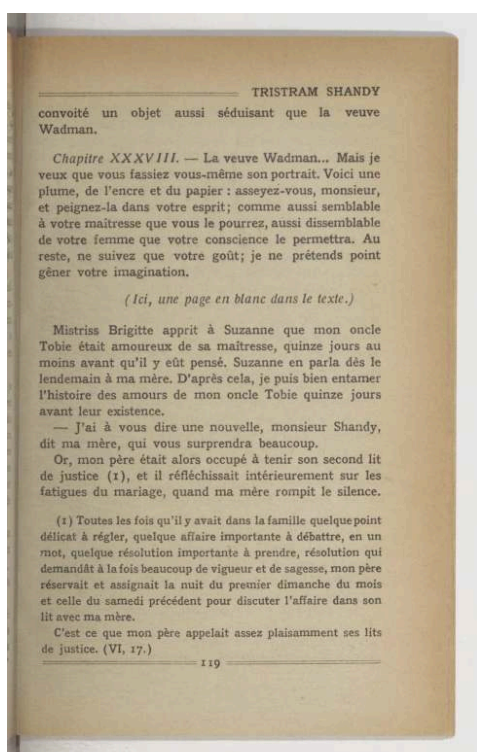 TRISTRAM SHANDY
convoité un objet aussi séduisant que la veuve
Wadman.
Chapitre XXXVIII. — La veuve Wadman... Mais je
veux que vous fassiez vous-même son portrait. Voici une
plume, de l'encre et du papier : asseyez-vous, monsieur,
et peignez-la dans votre esprit; comme aussi semblable
à votre maîtresse que vous le pourrez, aussi dissemblable
de votre femme que votre conscience le permettra. Au
reste, ne suivez que votre goût; je ne prétends point
gêner votre imagination.
(Ici, une page en blanc dans le texte.)
Mistriss Brigitte apprit à Suzanne que mon oncle
Tobie était amoureux de sa maîtresse, quinze jours au
moins avant qu'il y eût pensé. Suzanne en parla dès le
lendemain à ma mère. D'après cela, je puis bien entamer
l'histoire des amours de mon oncle Tobie quinze jours
avant leur existence.
— J'ai à vous dire une nouvelle, monsieur Shandy,
dit ma mère, qui vous surprendra beaucoup.
Or, mon père était alors occupé à tenir son second lit
de justice (1), et il réfléchissait intérieurement sur les
fatigues du mariage, quand ma mère rompit le silence.
(1) Toutes les fois qu'il y avait dans la famille quelque point
délicat à régler, quelque affaire importante à débattre, en un
mot, quelque résolution importante à prendre, résolution qui
demandât à la fois beaucoup de vigueur et de sagesse, mon père
réservait et assignait la nuit du premier dimanche du mois
et celle du samedi précédent pour discuter l'affaire dans son
lit avec ma mère.
C'est ce que mon père appelait assez plaisamment ses lits
de justice. (VI, 17.)
119